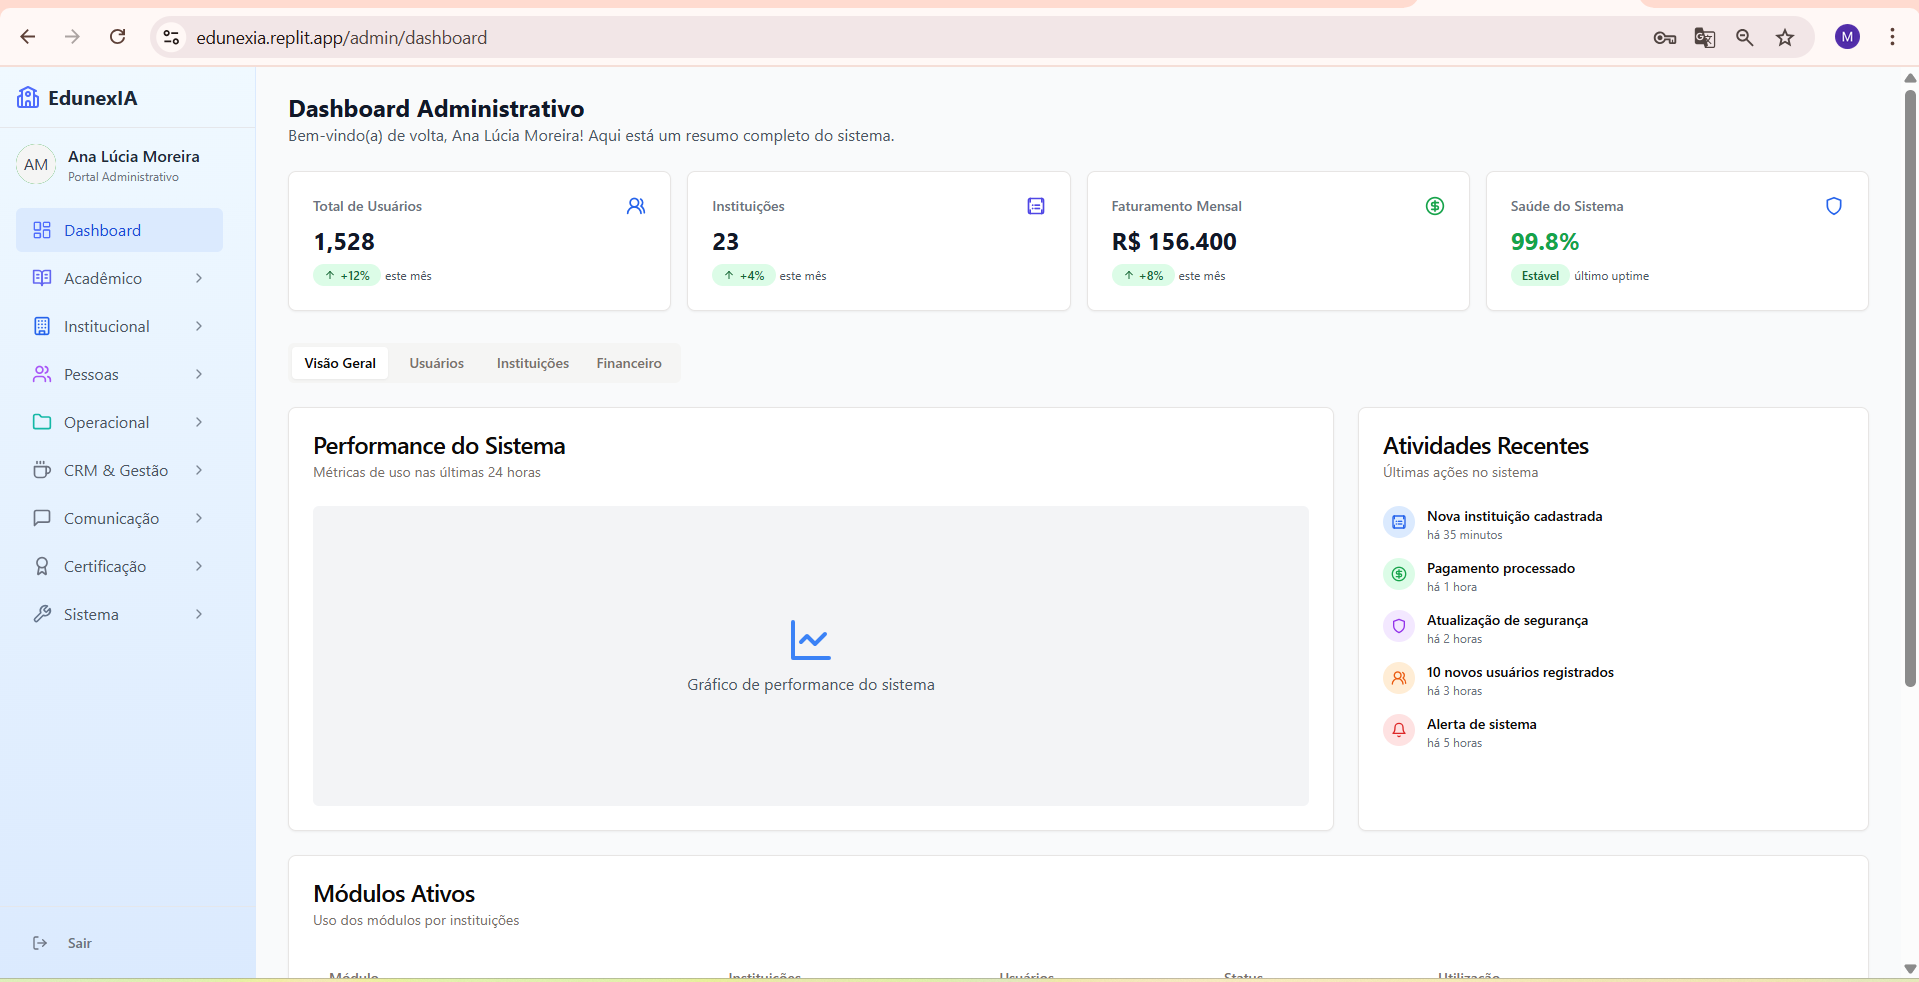 edunexia.replit.app/admin/dashboard
M
EdunexIA
AM
Ana Lúcia Moreira
Portal Administrativo
Dashboard
Acadêmico
Institucional
Pessoas
Operacional
CRM & Gestão
Comunicação
Certificação
Sistema
Sair
Dashboard Administrativo
Bem-vindo(a) de volta, Ana Lúcia Moreira! Aqui está um resumo completo do sistema.
Total de Usuários
1,528
+12% este mês
Instituições
23
+4% este mês
Faturamento Mensal
R$ 156.400
+8% este mês
Saúde do Sistema
99.8%
Estável último uptime
Visão Geral Usuários Instituições Financeiro
Performance do Sistema
Métricas de uso nas últimas 24 horas
Gráfico de performance do sistema
Atividades Recentes
Últimas ações no sistema
Nova instituição cadastrada
há 35 minutos
Pagamento processado
há 1 hora
Atualização de segurança
há 2 horas
10 novos usuários registrados
há 3 horas
Alerta de sistema
há 5 horas
Módulos Ativos
Uso dos módulos por instituições
Módulo Instituições Usuários Status Utilização